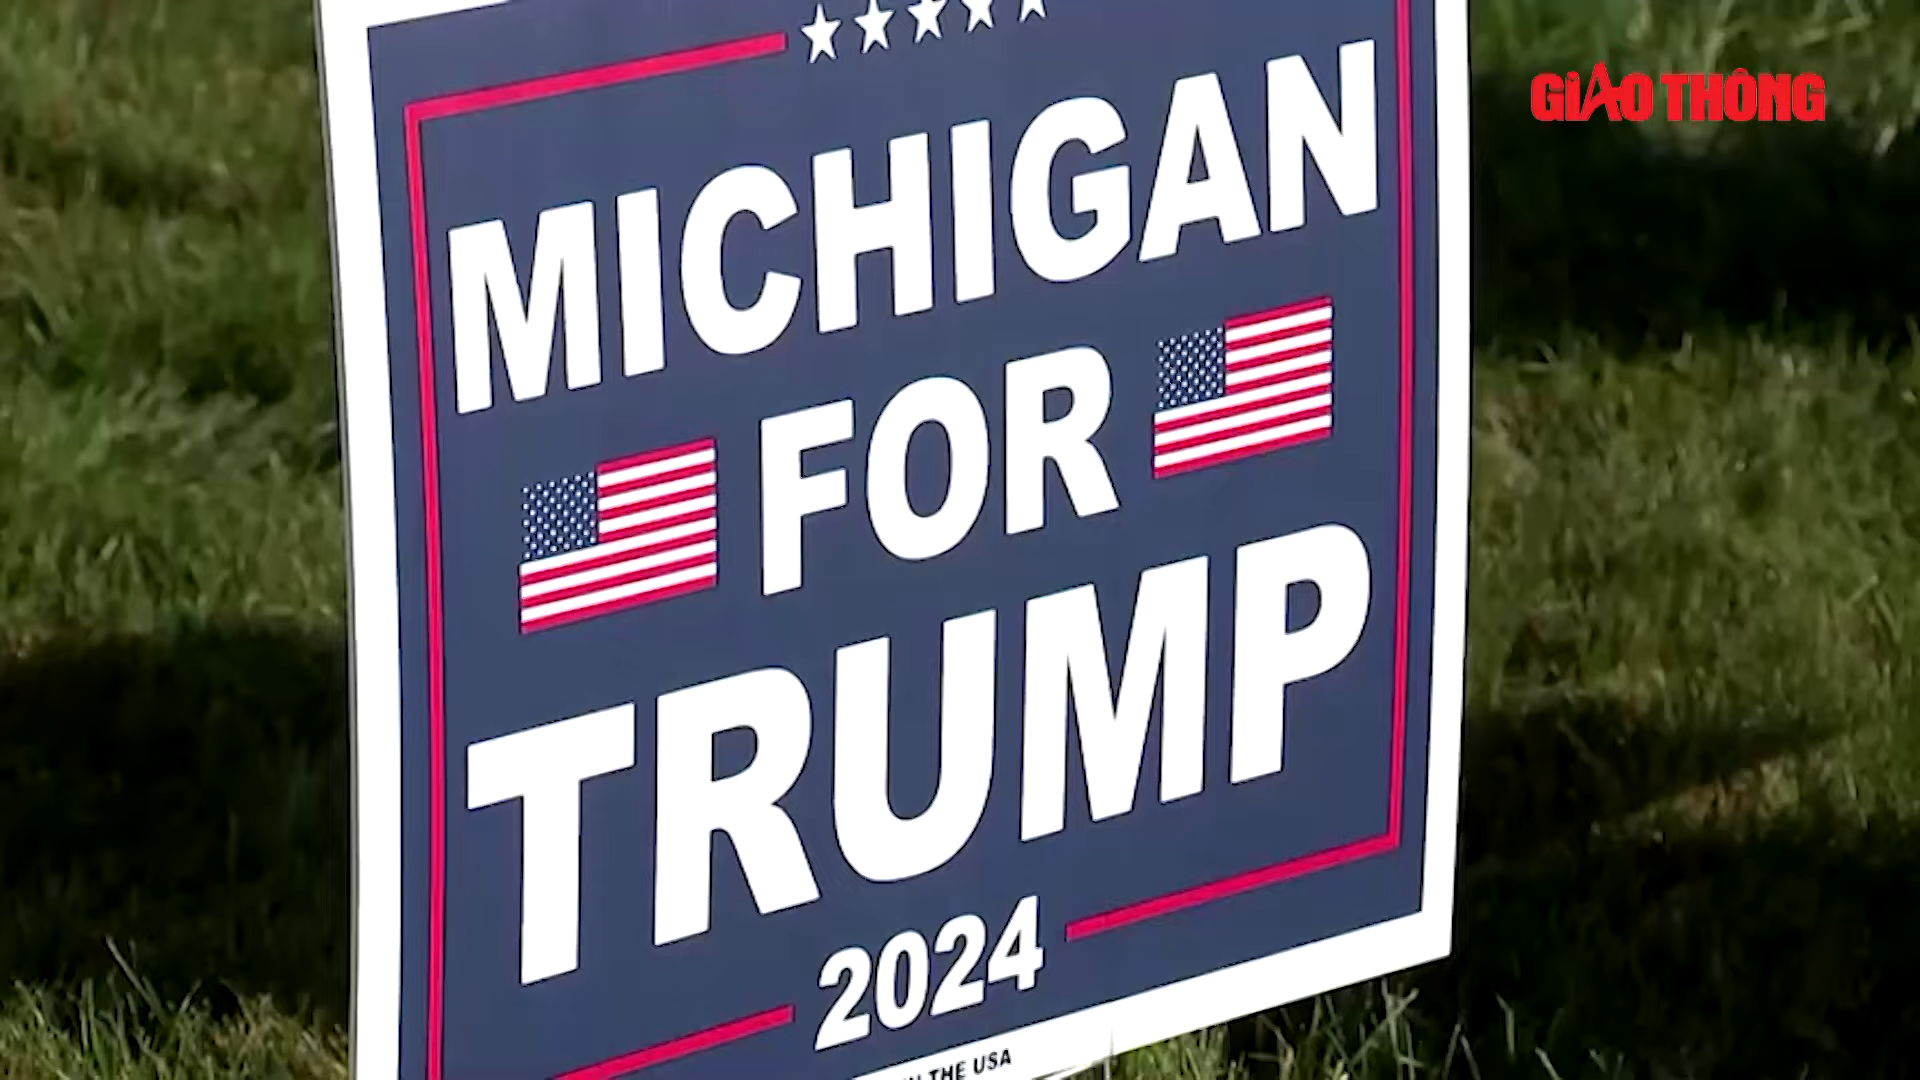 GIAO THÔNG
MICHIGAN
FOR
TRUMP
2024
THE USA